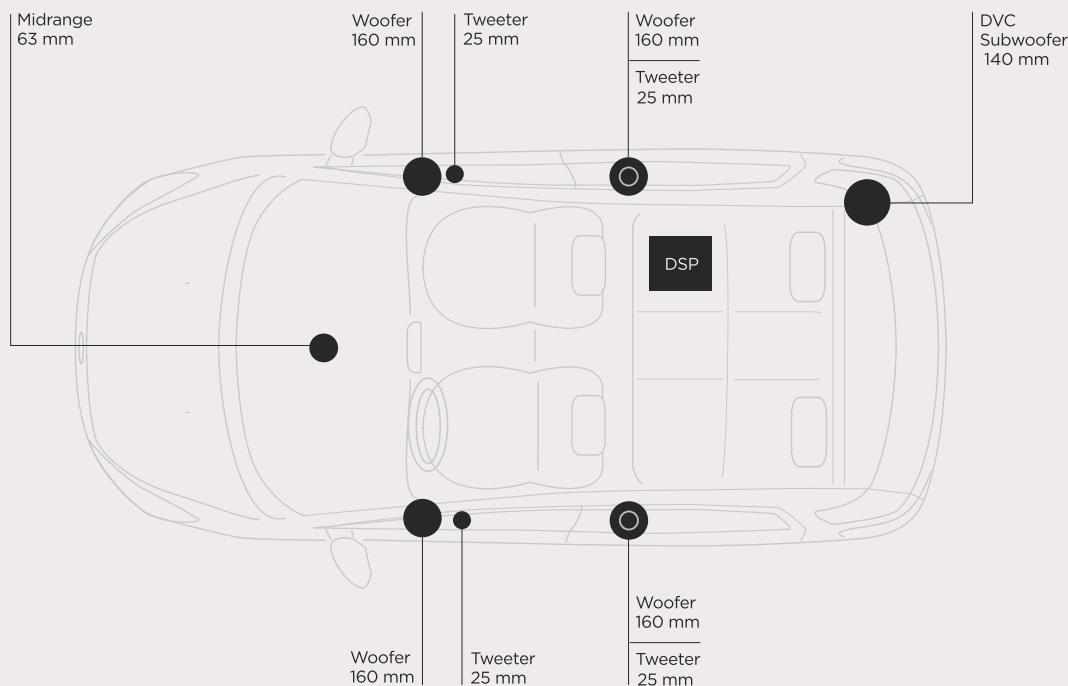 Midrange
63 mm
Woofer
160 mm
Tweeter
25 mm
Woofer
160 mm
Tweeter
25 mm
DVC
Subwoofer
140 mm
DSP
Woofer
160 mm
Tweeter
25 mm
Woofer
160 mm
Tweeter
25 mm